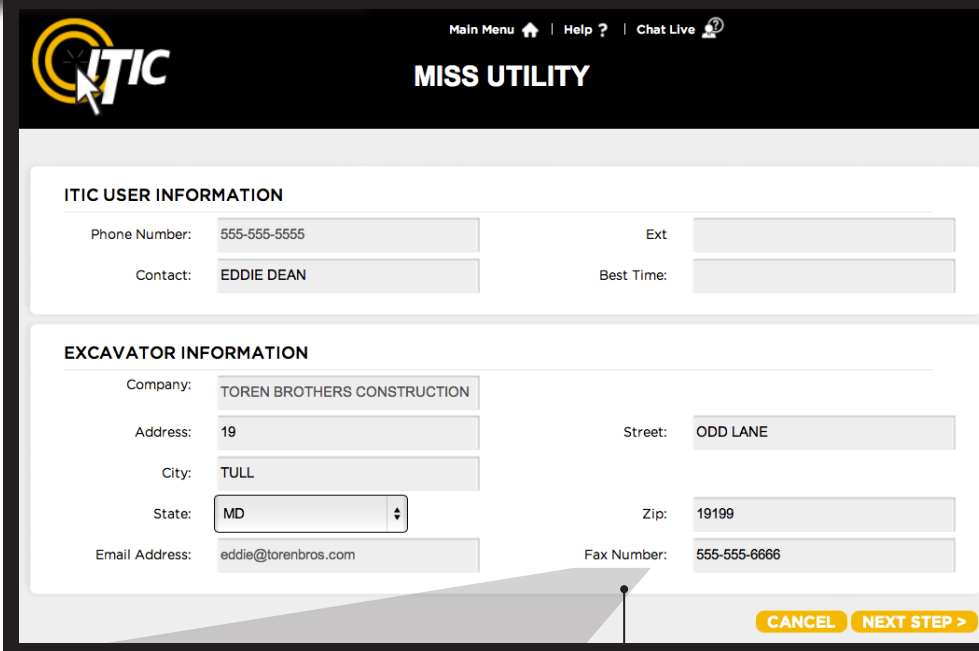 Main Menu | Help ? | Chat Live ?
ITIC
MISS UTILITY
ITIC USER INFORMATION
Phone Number: 555-555-5555 Ext
Contact: EDDIE DEAN Best Time:
EXCAVATOR INFORMATION
Company: TOREN BROTHERS CONSTRUCTION
Address: 19 Street: ODD LANE
City: TULL
State: MD Zip: 19199
Email Address: eddie@torenbros.com Fax Number: 555-555-6666
CANCEL NEXT STEP >